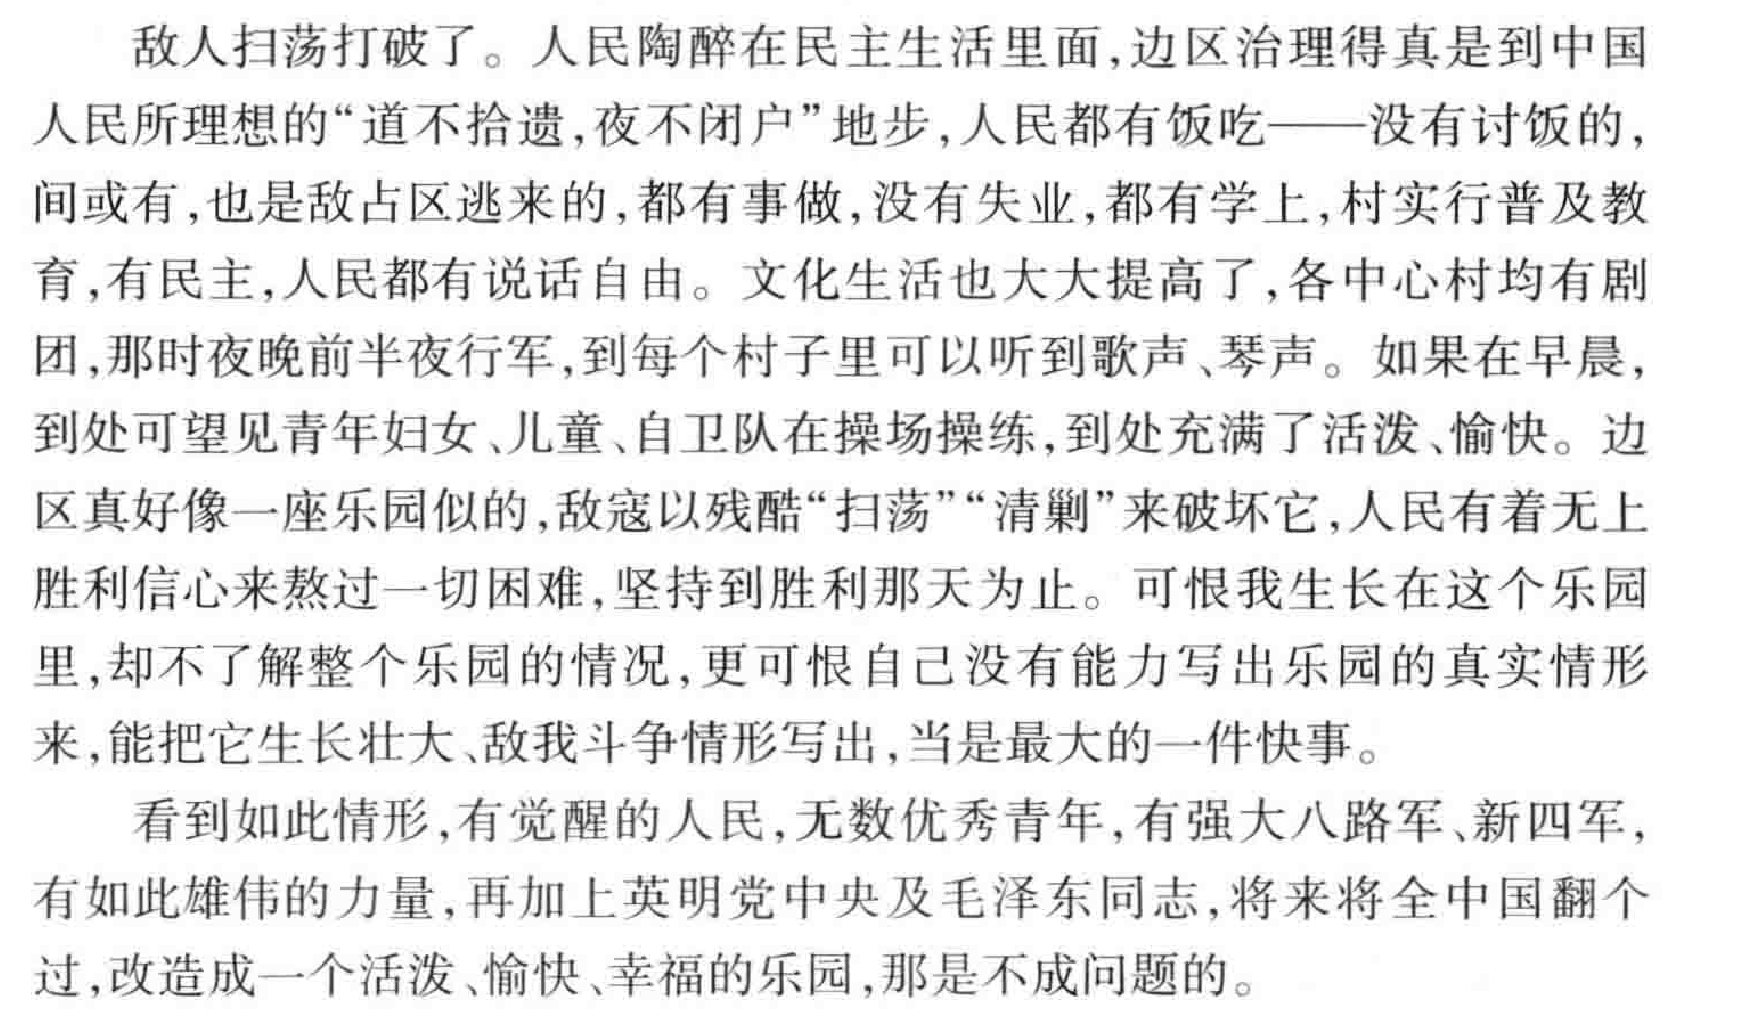 敌人扫荡打破了。人民陶醉在民主生活里面,边区治理得真是到中国
人民所理想的“道不拾遗,夜不闭户”地步,人民都有饭吃——没有讨饭的,
间或有,也是敌占区逃来的,都有事做,没有失业,都有学上,村实行普及教
育,有民主,人民都有说话自由。文化生活也大大提高了,各中心村均有剧
团,那时夜晚前半夜行军,到每个村子里可以听到歌声、琴声。如果在早晨,
到处可望见青年妇女、儿童、自卫队在操场操练,到处充满了活泼、愉快。边
区真好像一座乐园似的,敌寇以残酷“扫荡”“清剿”来破坏它,人民有着无上
胜利信心来熬过一切困难,坚持到胜利那天为止。可恨我生长在这个乐园
里,却不了解整个乐园的情况,更可恨自己没有能力写出乐园的真实情形
来,能把它生长壮大、敌我斗争情形写出,当是最大的一件快事。
看到如此情形,有觉醒的人民,无数优秀青年,有强大八路军、新四军,
有如此雄伟的力量,再加上英明党中央及毛泽东同志,将来将全中国翻个
过,改造成一个活泼、愉快、幸福的乐园,那是不成问题的。